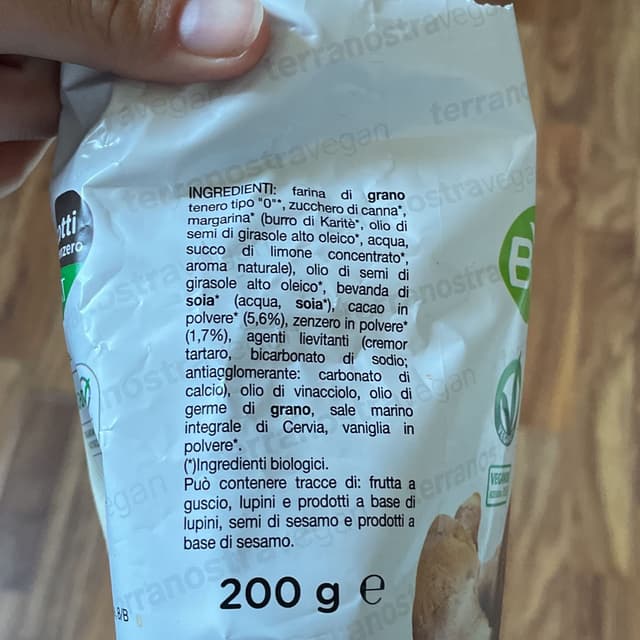 INGREDIENTI: farina di grano
tenero tipo "0"*, zucchero di canna*,
margarina* (burro di Karitè*, olio di
semi di girasole alto oleico*, acqua,
succo di limone concentrato*,
aroma naturale), olio di semi di
girasole alto oleico*, bevanda di
soia* (acqua, soia*), cacao in
polvere* (5,6%), zenzero in polvere*
(1,7%), agenti lievitanti (cremor
tartaro, bicarbonato di sodio;
antiagglomerante: carbonato di
calcio), olio di vinacciolo, olio di
germe di grano, sale marino
integrale di Cervia, vaniglia in
polvere*.
(*)Ingredienti biologici.
Può contenere tracce di: frutta a
guscio, lupini e prodotti a base di
lupini, semi di sesamo e prodotti a
base di sesamo.
200 g e
terranostravegan